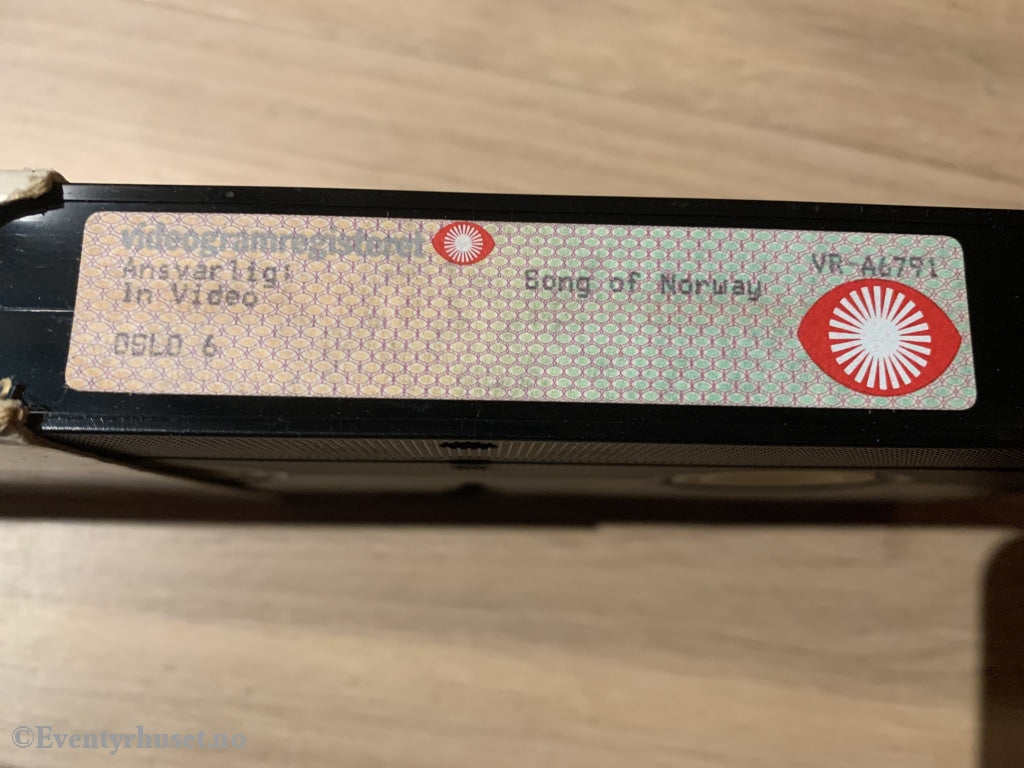 videogramregisteret
Ansvarlig:
In Video
OSLO 6
Song of Norway
VR-A6791
©Eventyrhuset.no